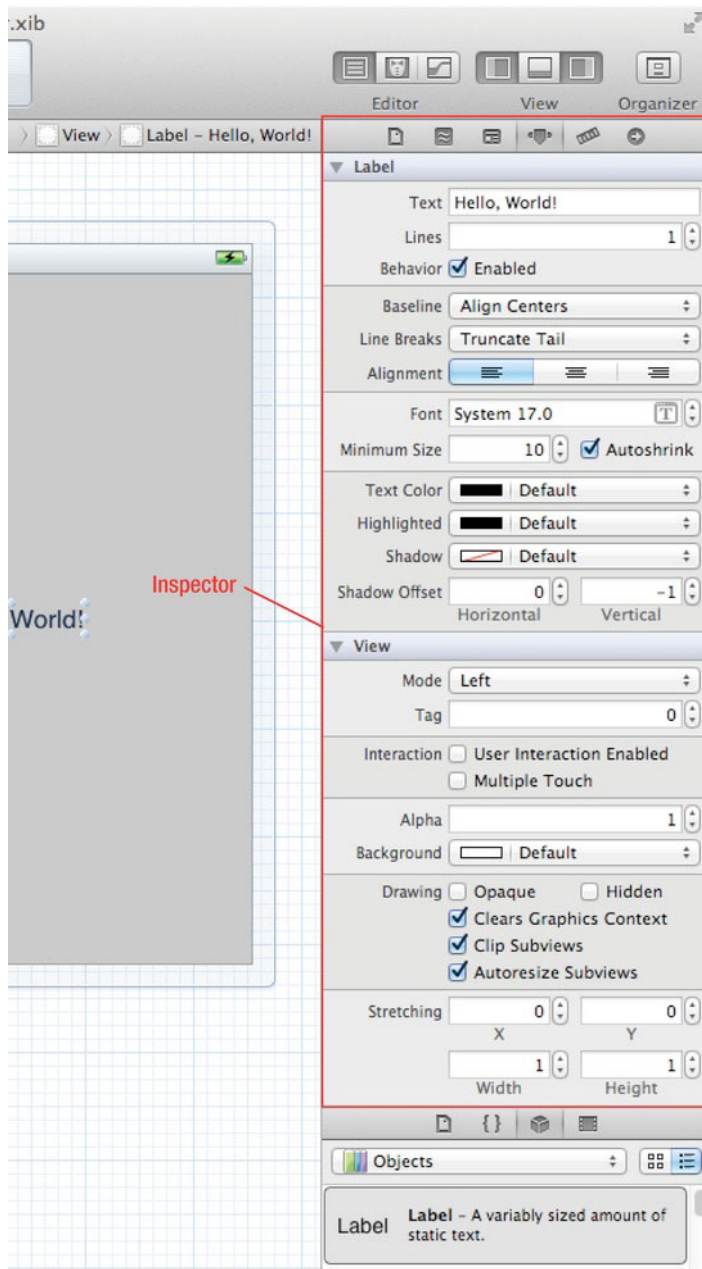 .xib
Editor View Organizer
View Label – Hello, World!
Label
Text Hello, World!
Lines 1
Behavior Enabled
Baseline Align Centers
Line Breaks Truncate Tail
Alignment
Font System 17.0 T
Minimum Size 10 Autoshrink
Text Color Default
Highlighted Default
Shadow Default
Shadow Offset 0 -1
Horizontal Vertical
Inspector
World!
View
Mode Left
Tag 0
Interaction User Interaction Enabled
Multiple Touch
Alpha 1
Background Default
Drawing Opaque Hidden
Clears Graphics Context
Clip Subviews
Autoresize Subviews
Stretching 0 0
X Y
1 1
Width Height
{ }
Objects
Label Label – A variably sized amount of
static text.